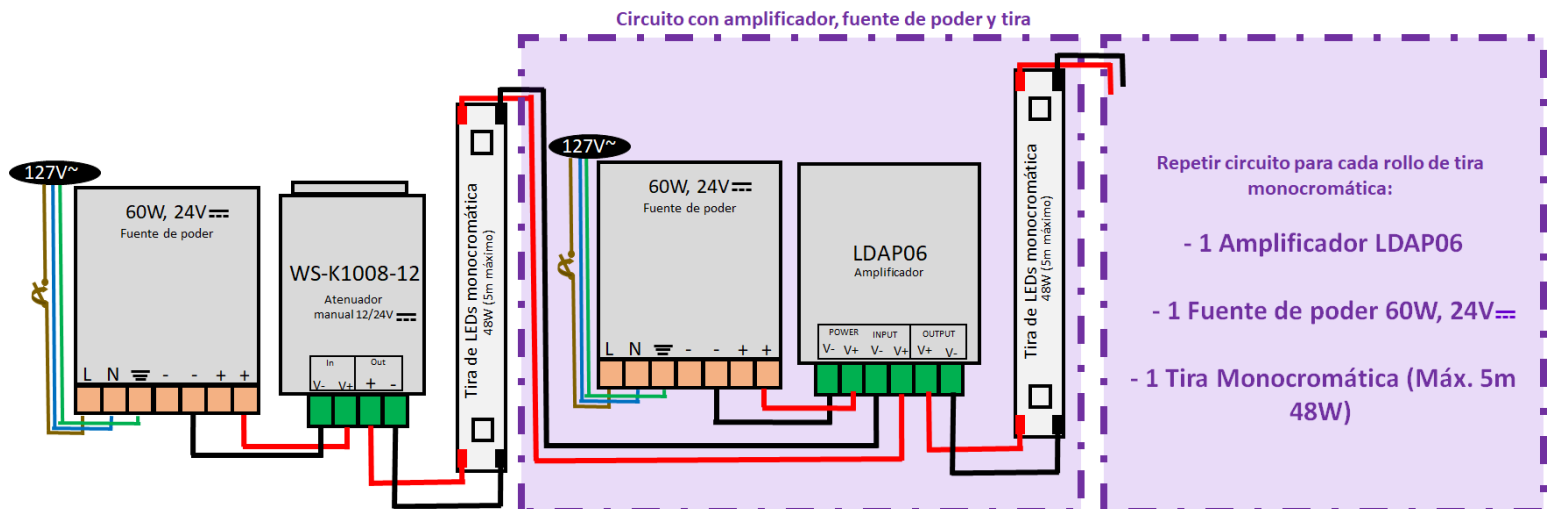 Circuito con amplificador, fuente de poder y tira
127V~
60W, 24V
Fuente de poder
L N - - + +
WS-K1008-12
Atenuador
manual 12/24V
In Out
V- V+ + -
Tira de LEDs monocromática
48W (5m máximo)
127V~
60W, 24V
Fuente de poder
L N - - + +
LDAP06
Amplificador
POWER INPUT OUTPUT
V- V+ V- V+ V+ V-
Tira de LEDs monocromática
48W (5m máximo)
Repetir circuito para cada rollo de tira
monocromática:
- 1 Amplificador LDAP06
- 1 Fuente de poder 60W, 24V
- 1 Tira Monocromática (Máx. 5m
48W)